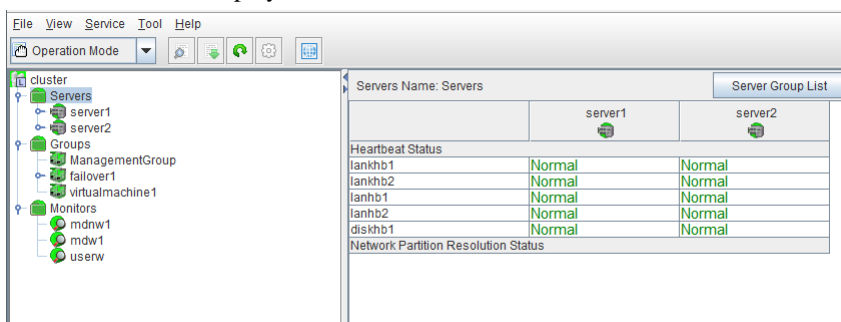 File View Service Tool Help
Operation Mode
cluster
Servers
server1
server2
Groups
ManagementGroup
failover1
virtualmachine1
Monitors
mdnw1
mdw1
userw
Servers Name: Servers
Server Group List
server1 server2
Heartbeat Status
lankhb1 Normal Normal
lankhb2 Normal Normal
lanhb1 Normal Normal
lanhb2 Normal Normal
diskhb1 Normal Normal
Network Partition Resolution Status